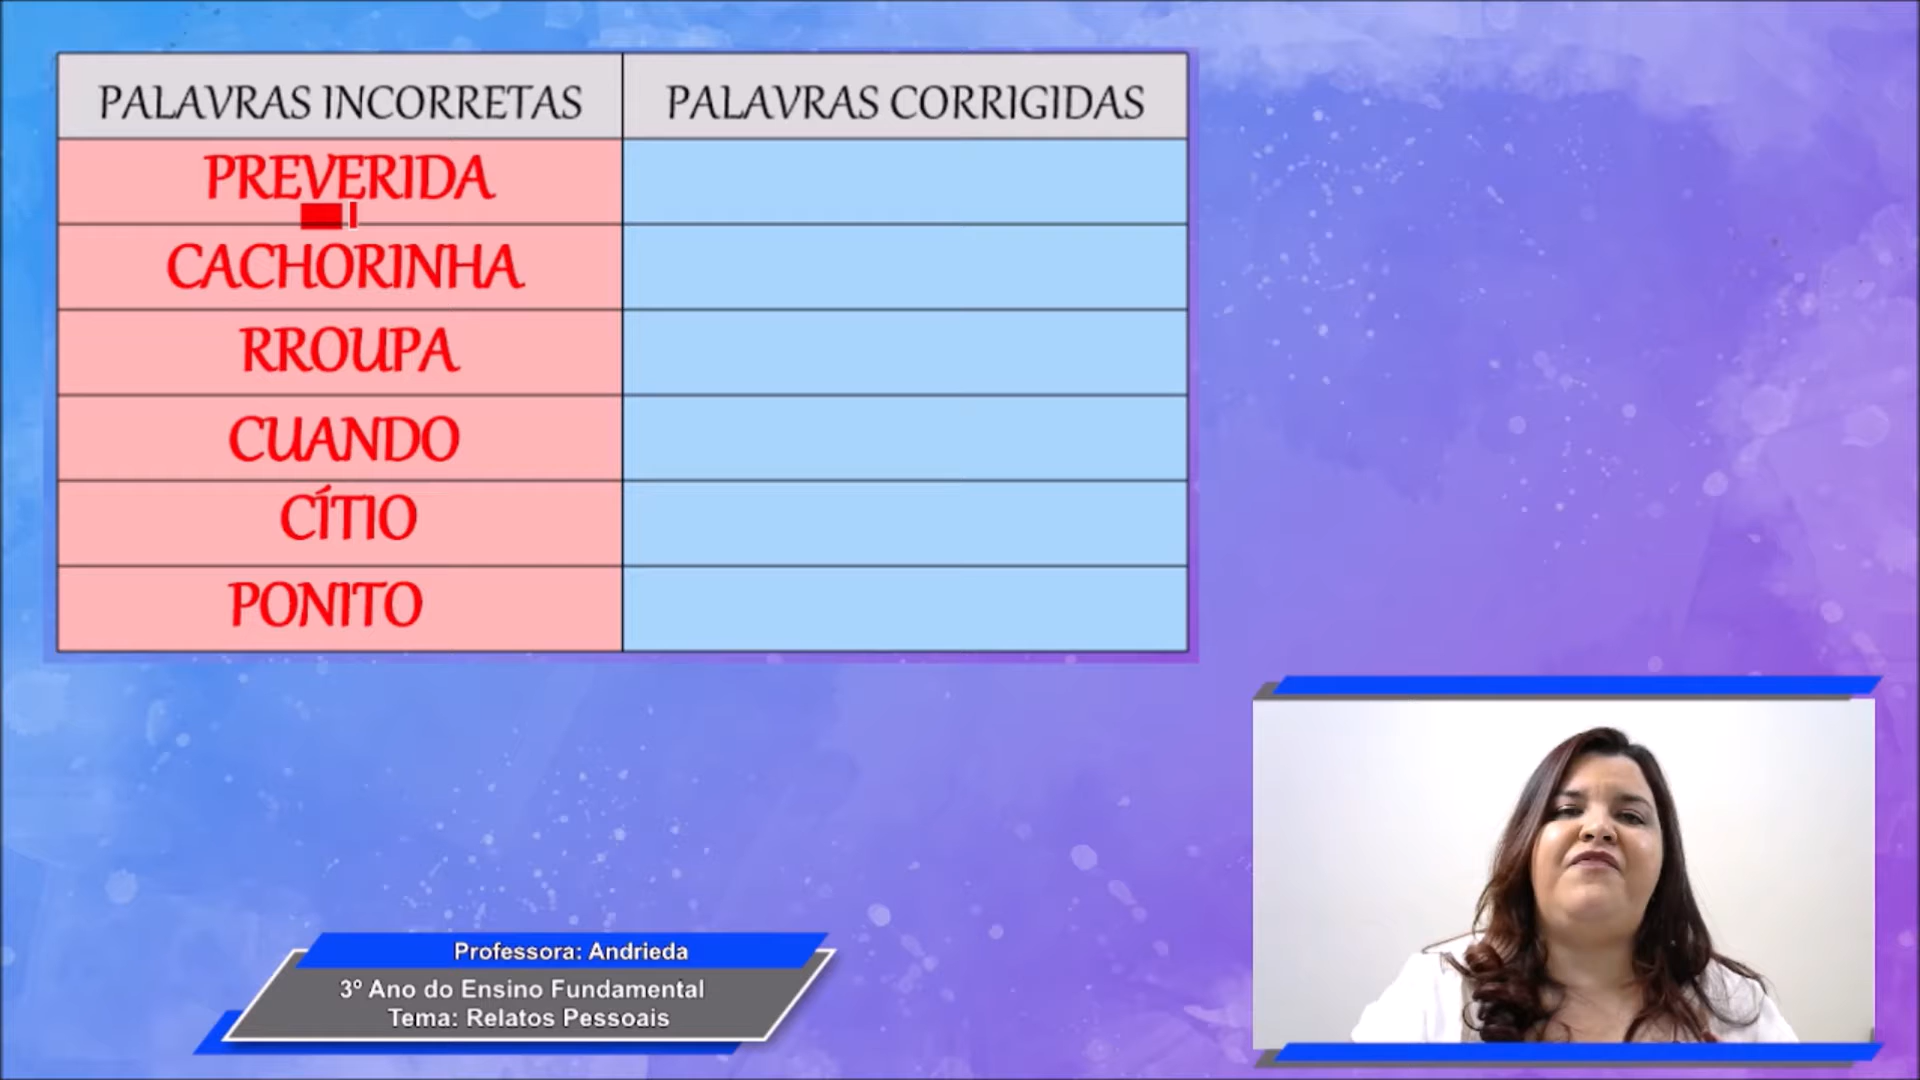 PALAVRAS INCORRETAS
PALAVRAS CORRIGIDAS
PREVERIDA
CACHORINHA
RROUPA
CUANDO
CÍTIO
PONITO
Professora: Andrieda
3º Ano do Ensino Fundamental
Tema: Relatos Pessoais